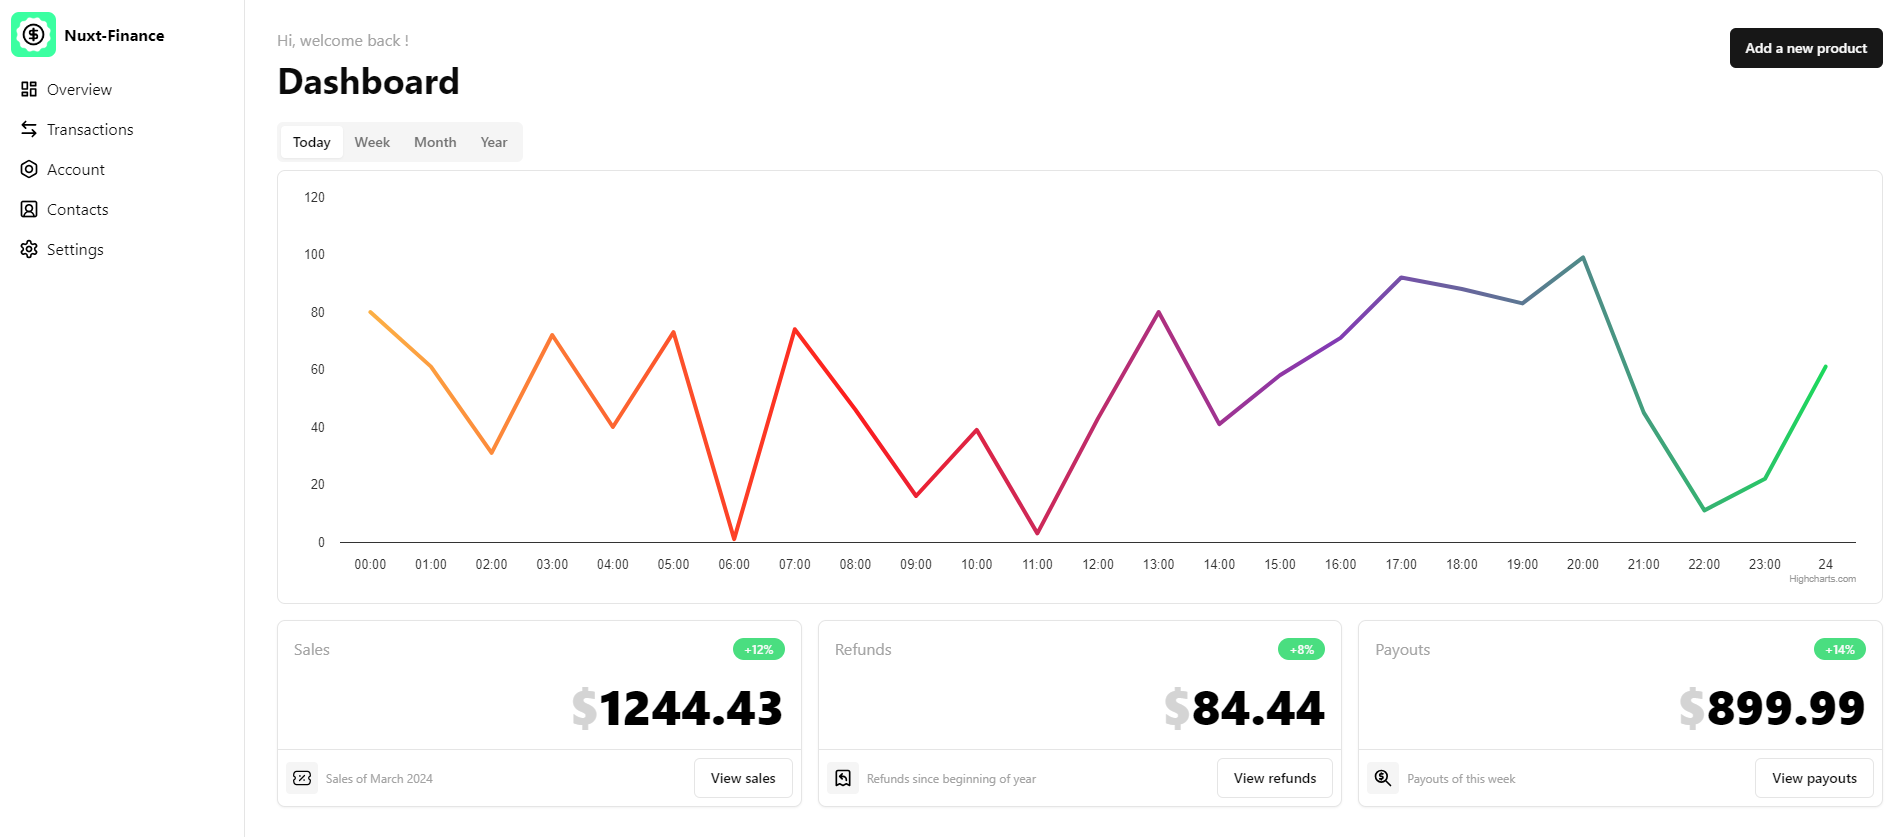 Nuxt-Finance
Overview
Transactions
Account
Contacts
Settings
Hi, welcome back !
Dashboard
Add a new product
Today Week Month Year
120
100
80
60
40
20
0
00:00 01:00 02:00 03:00 04:00 05:00 06:00 07:00 08:00 09:00 10:00 11:00 12:00 13:00 14:00 15:00 16:00 17:00 18:00 19:00 20:00 21:00 22:00 23:00 24
Highcharts.com
Sales +12%
$1244.43
Sales of March 2024 View sales
Refunds +8%
$84.44
Refunds since beginning of year View refunds
Payouts +14%
$899.99
Payouts of this week View payouts